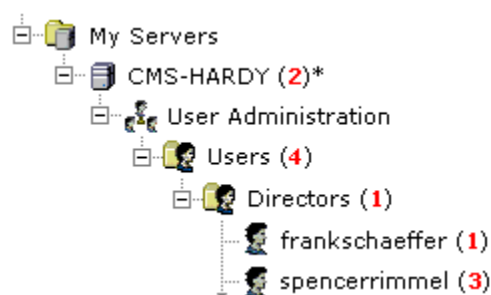 My Servers
CMS-HARDY (2)*
User Administration
Users (4)
Directors (1)
frankschaeffer (1)
spencerrimmel (3)